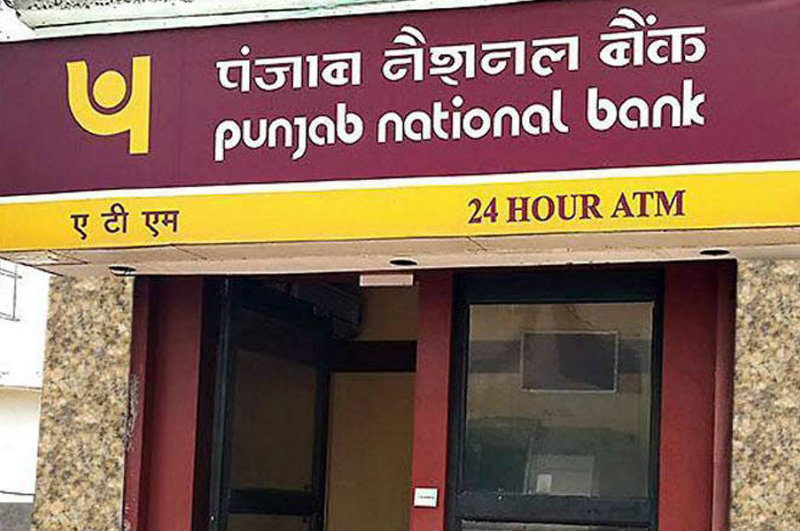 पंजाब नैशनल बैंक
punjab national bank
ए टी एम
24 HOUR ATM